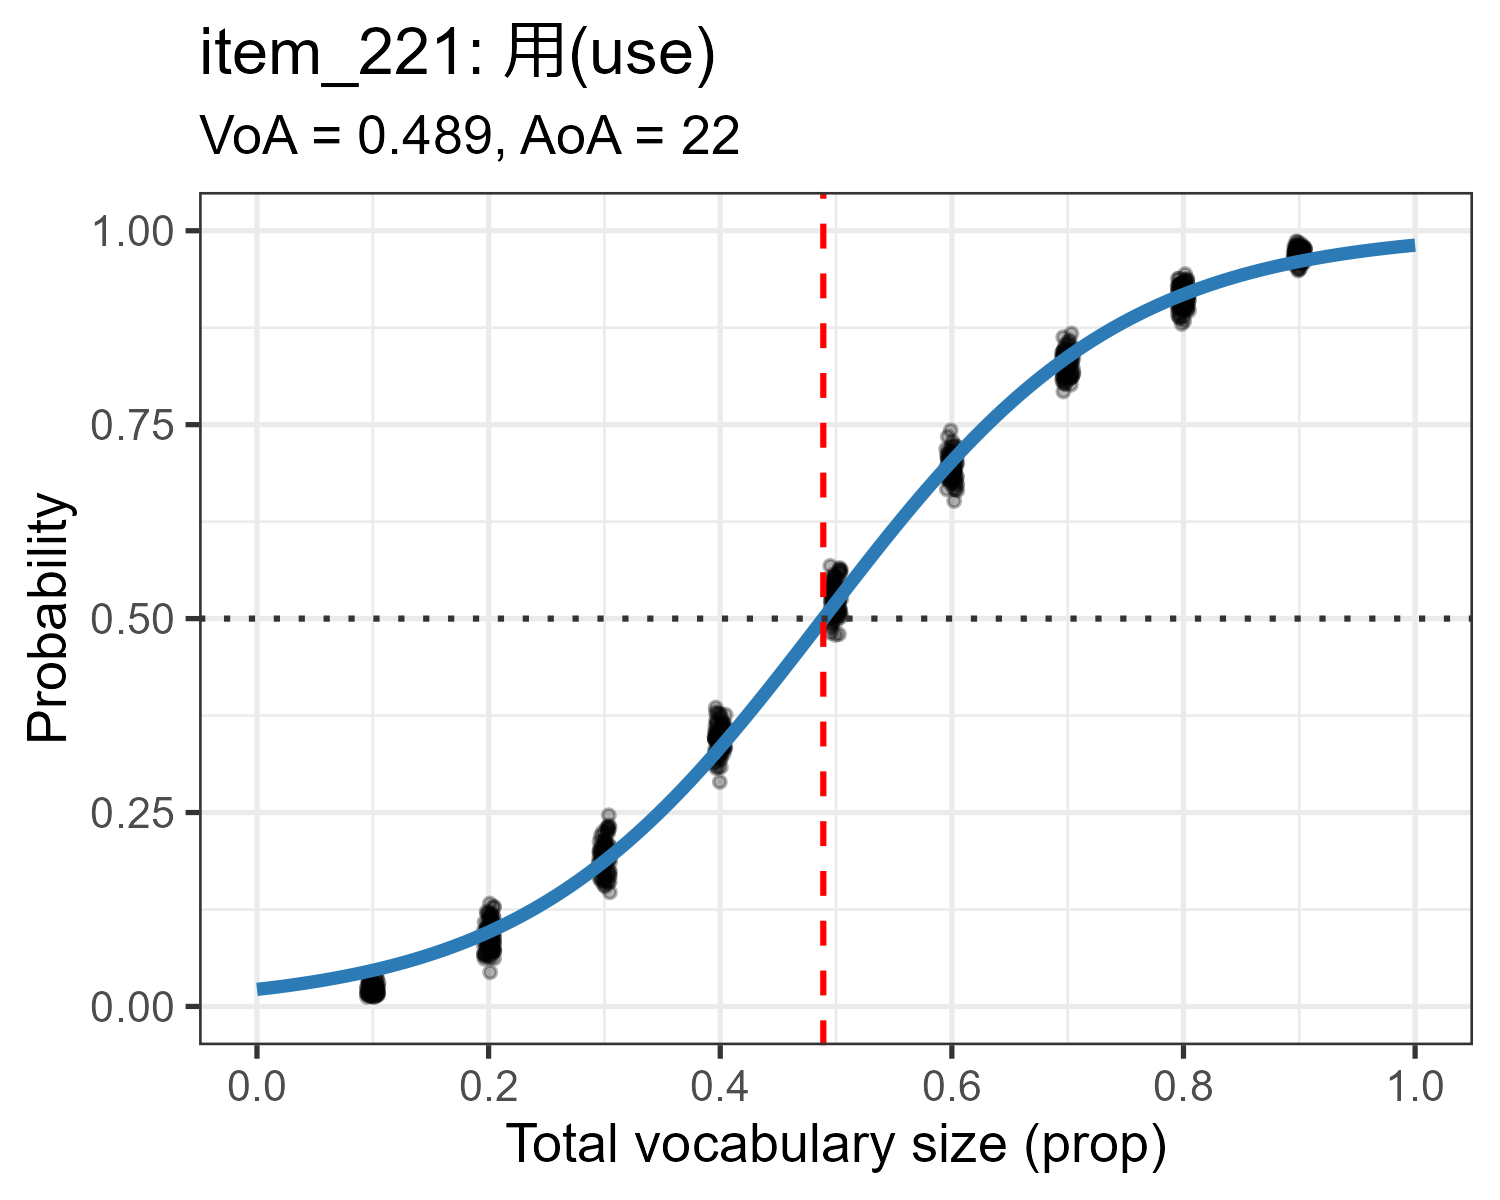 item_221: 用(use)
VoA = 0.489, AoA = 22
1.00
0.75
0.50
0.25
0.00
Probability
0.0 0.2 0.4 0.6 0.8 1.0
Total vocabulary size (prop)